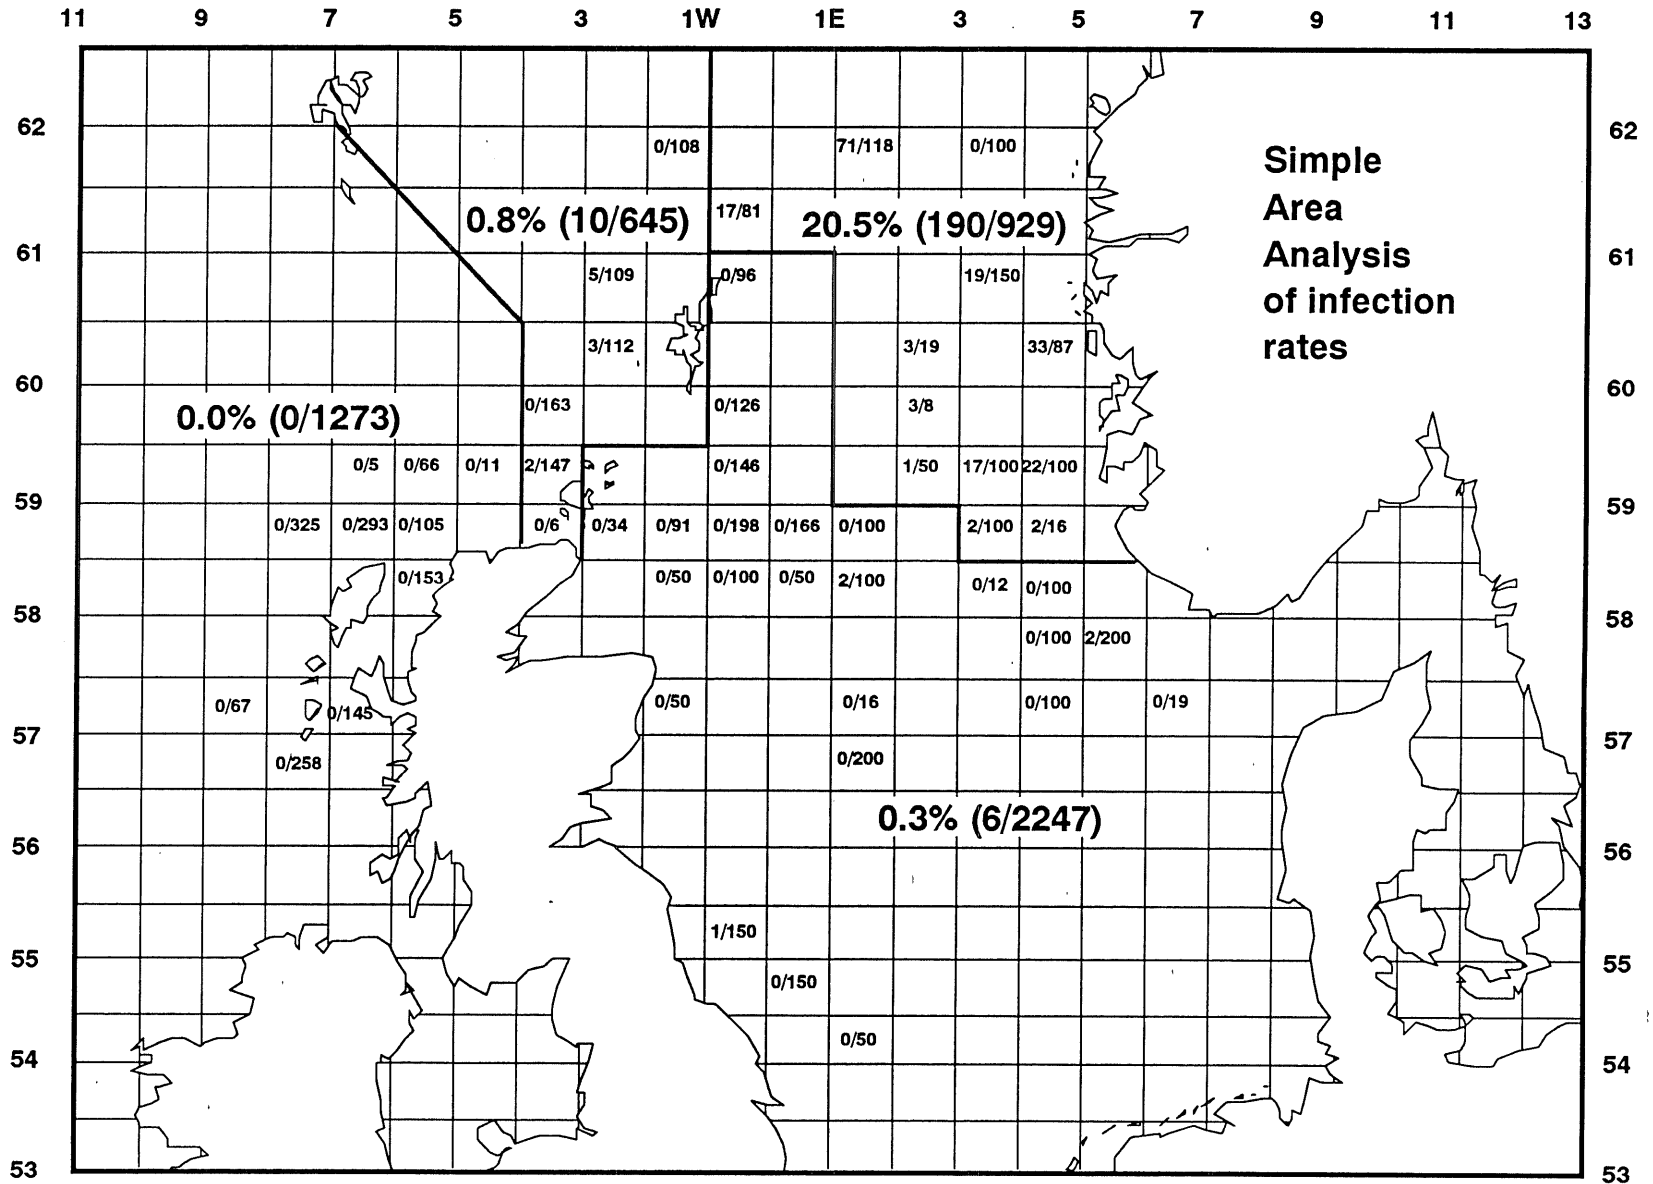 11 9 7 5 3 1W 1E 3 5 7 9 11 13
62 62
0/108 71/118 0/100
Simple
Area
Analysis
of infection
rates
17/81
0.8% (10/645) 20.5% (190/929)
61 61
5/109 0/96 19/150
3/112 3/19 33/87
60 60
0/163 0/126 3/8
0.0% (0/1273)
0/5 0/66 0/11 2/147 0/146 1/50 17/100 22/100
59 59
0/325 0/293 0/105 0/6 0/34 0/91 0/198 0/166 0/100 2/100 2/16
0/153 0/50 0/100 0/50 2/100 0/12 0/100
58 58
0/100 2/200
0/67 0/145 0/50 0/16 0/100 0/19
57 57
0/258 0/200
0.3% (6/2247)
56 56
1/150
55 55
0/150
0/50
54 54
53 53